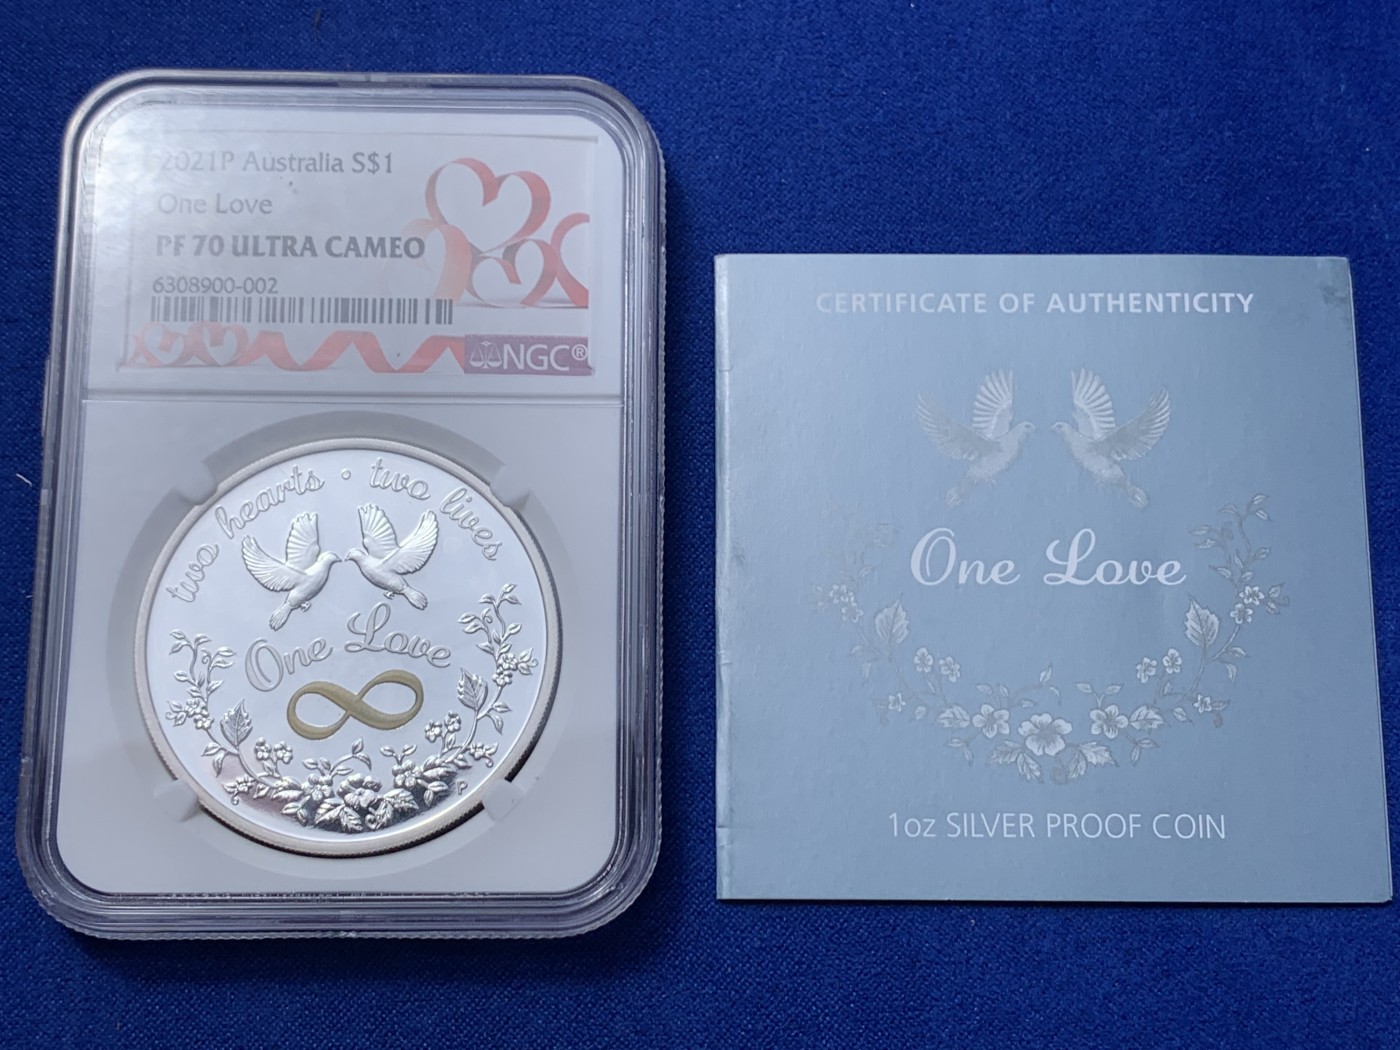 2021P Australia S$1
One Love
PF 70 ULTRA CAMEO
6308900-002
NGC®
two hearts · two lives
One Love
P
CERTIFICATE OF AUTHENTICITY
One Love
1oz SILVER PROOF COIN